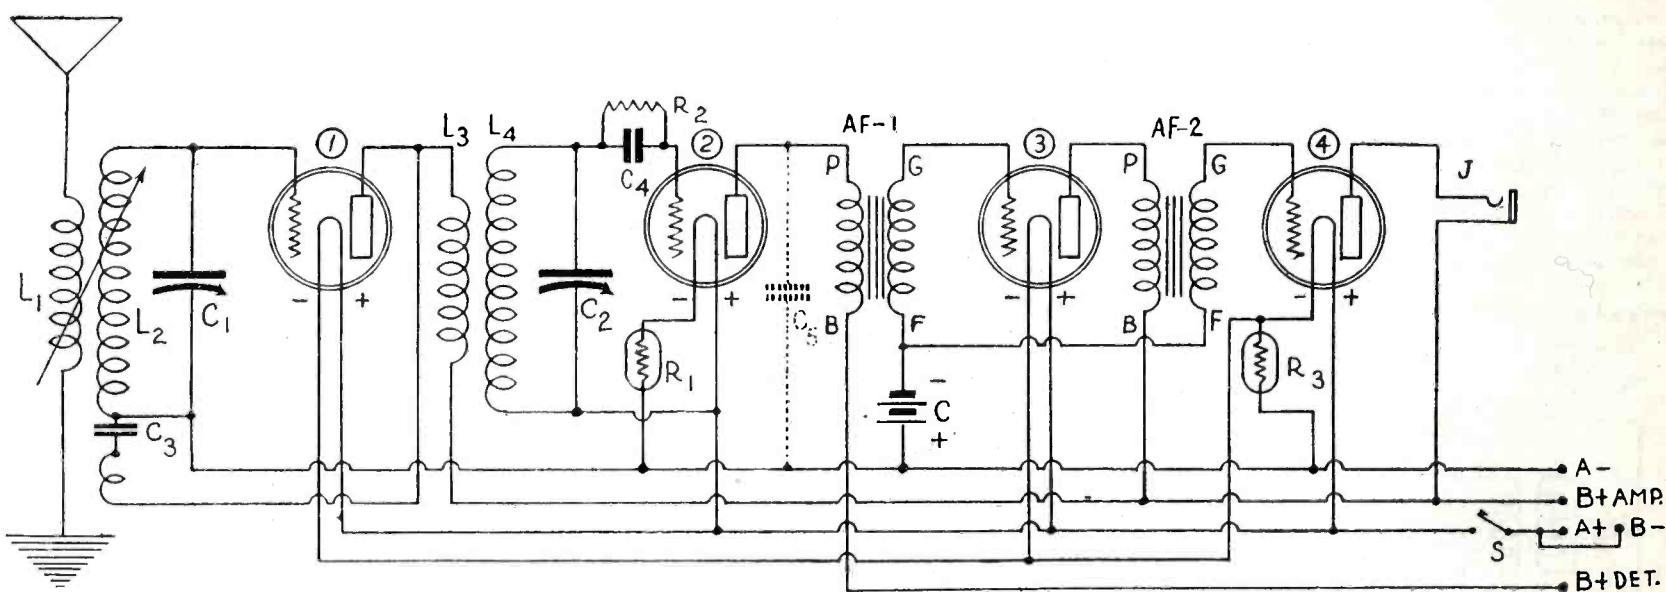 L1
L2
C1
C3
①
- +
L3
L4
C2
R2
C4
②
- +
R1
C5
AF-1
P
G
B
F
-
C
+
③
- +
AF-2
P
G
B
F
④
- +
R3
J
A-
B+AMP.
S
A+ B-
B+DET.